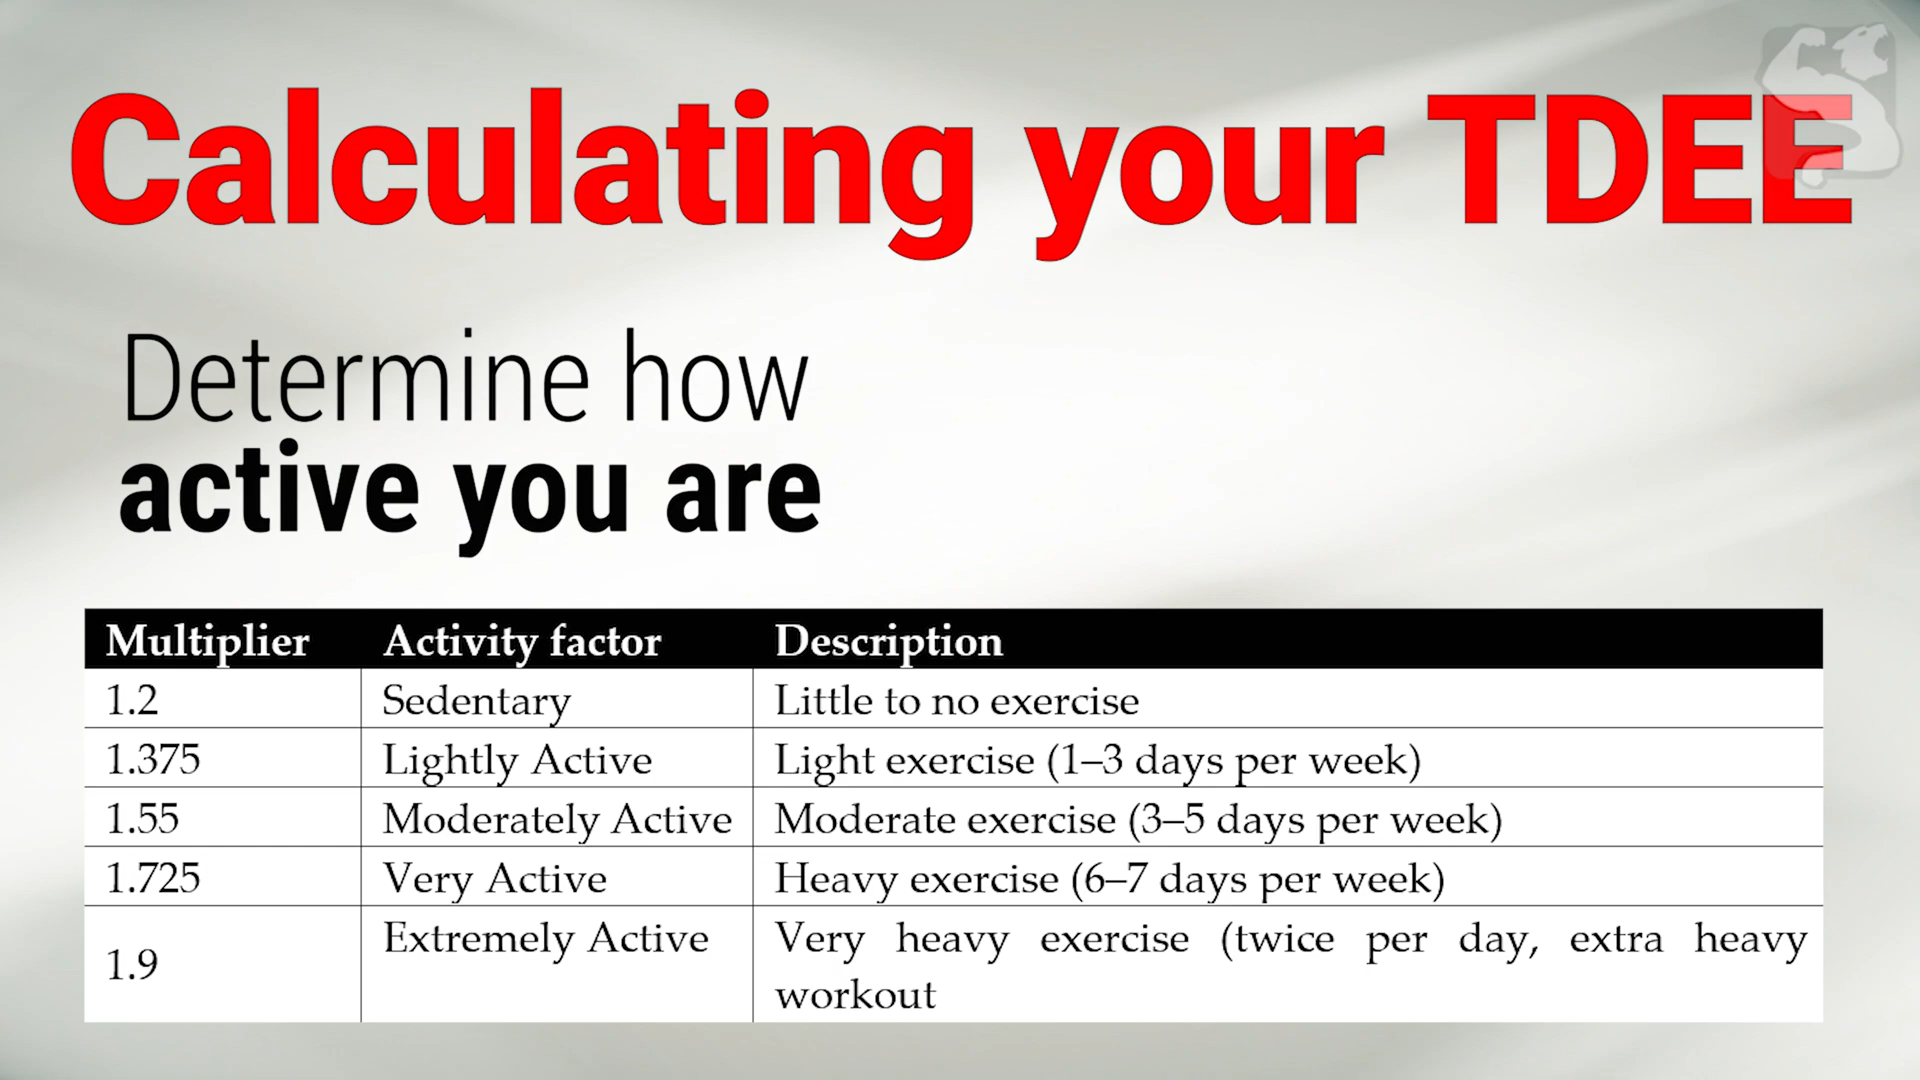 Calculating your TDEE
Determine how
active you are
Multiplier Activity factor Description
1.2 Sedentary Little to no exercise
1.375 Lightly Active Light exercise (1–3 days per week)
1.55 Moderately Active Moderate exercise (3–5 days per week)
1.725 Very Active Heavy exercise (6–7 days per week)
1.9 Extremely Active Very heavy exercise (twice per day, extra heavy
workout